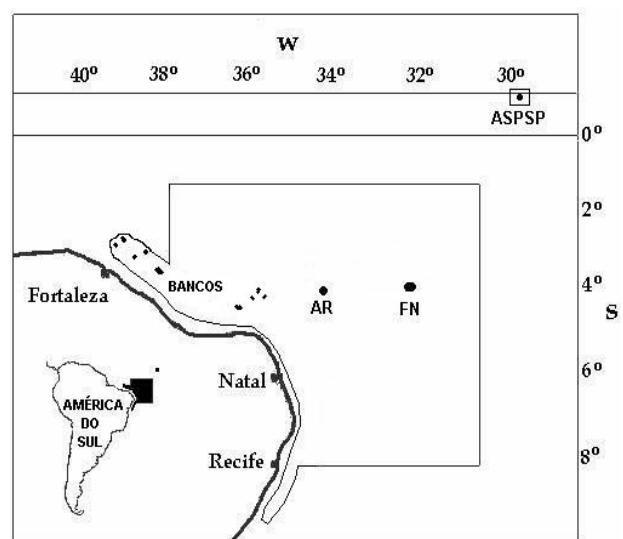 W
40º 38º 36º 34º 32º 30º
ASPSP
0º
2º
BANCOS
4º
Fortaleza
AR
FN
S
6º
Natal
AMÉRICA
DO
SUL
Recife
8º